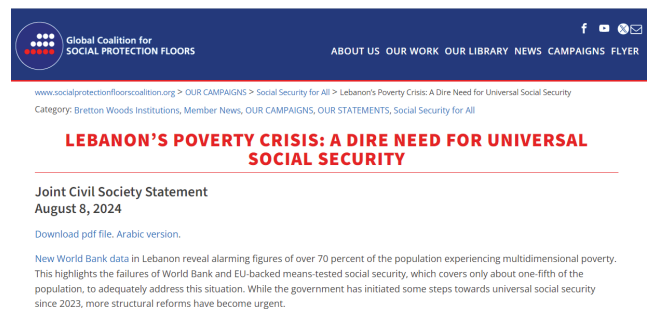 Global Coalition for
SOCIAL PROTECTION FLOORS
ABOUT US OUR WORK OUR LIBRARY NEWS CAMPAIGNS FLYER
www.socialprotectionfloorscoalition.org > OUR CAMPAIGNS > Social Security for All > Lebanon's Poverty Crisis: A Dire Need for Universal Social Security
Category: Bretton Woods Institutions, Member News, OUR CAMPAIGNS, OUR STATEMENTS, Social Security for All
LEBANON'S POVERTY CRISIS: A DIRE NEED FOR UNIVERSAL
SOCIAL SECURITY
Joint Civil Society Statement
August 8, 2024
Download pdf file. Arabic version.
New World Bank data in Lebanon reveal alarming figures of over 70 percent of the population experiencing multidimensional poverty.
This highlights the failures of World Bank and EU-backed means-tested social security, which covers only about one-fifth of the
population, to adequately address this situation. While the government has initiated some steps towards universal social security
since 2023, more structural reforms have become urgent.